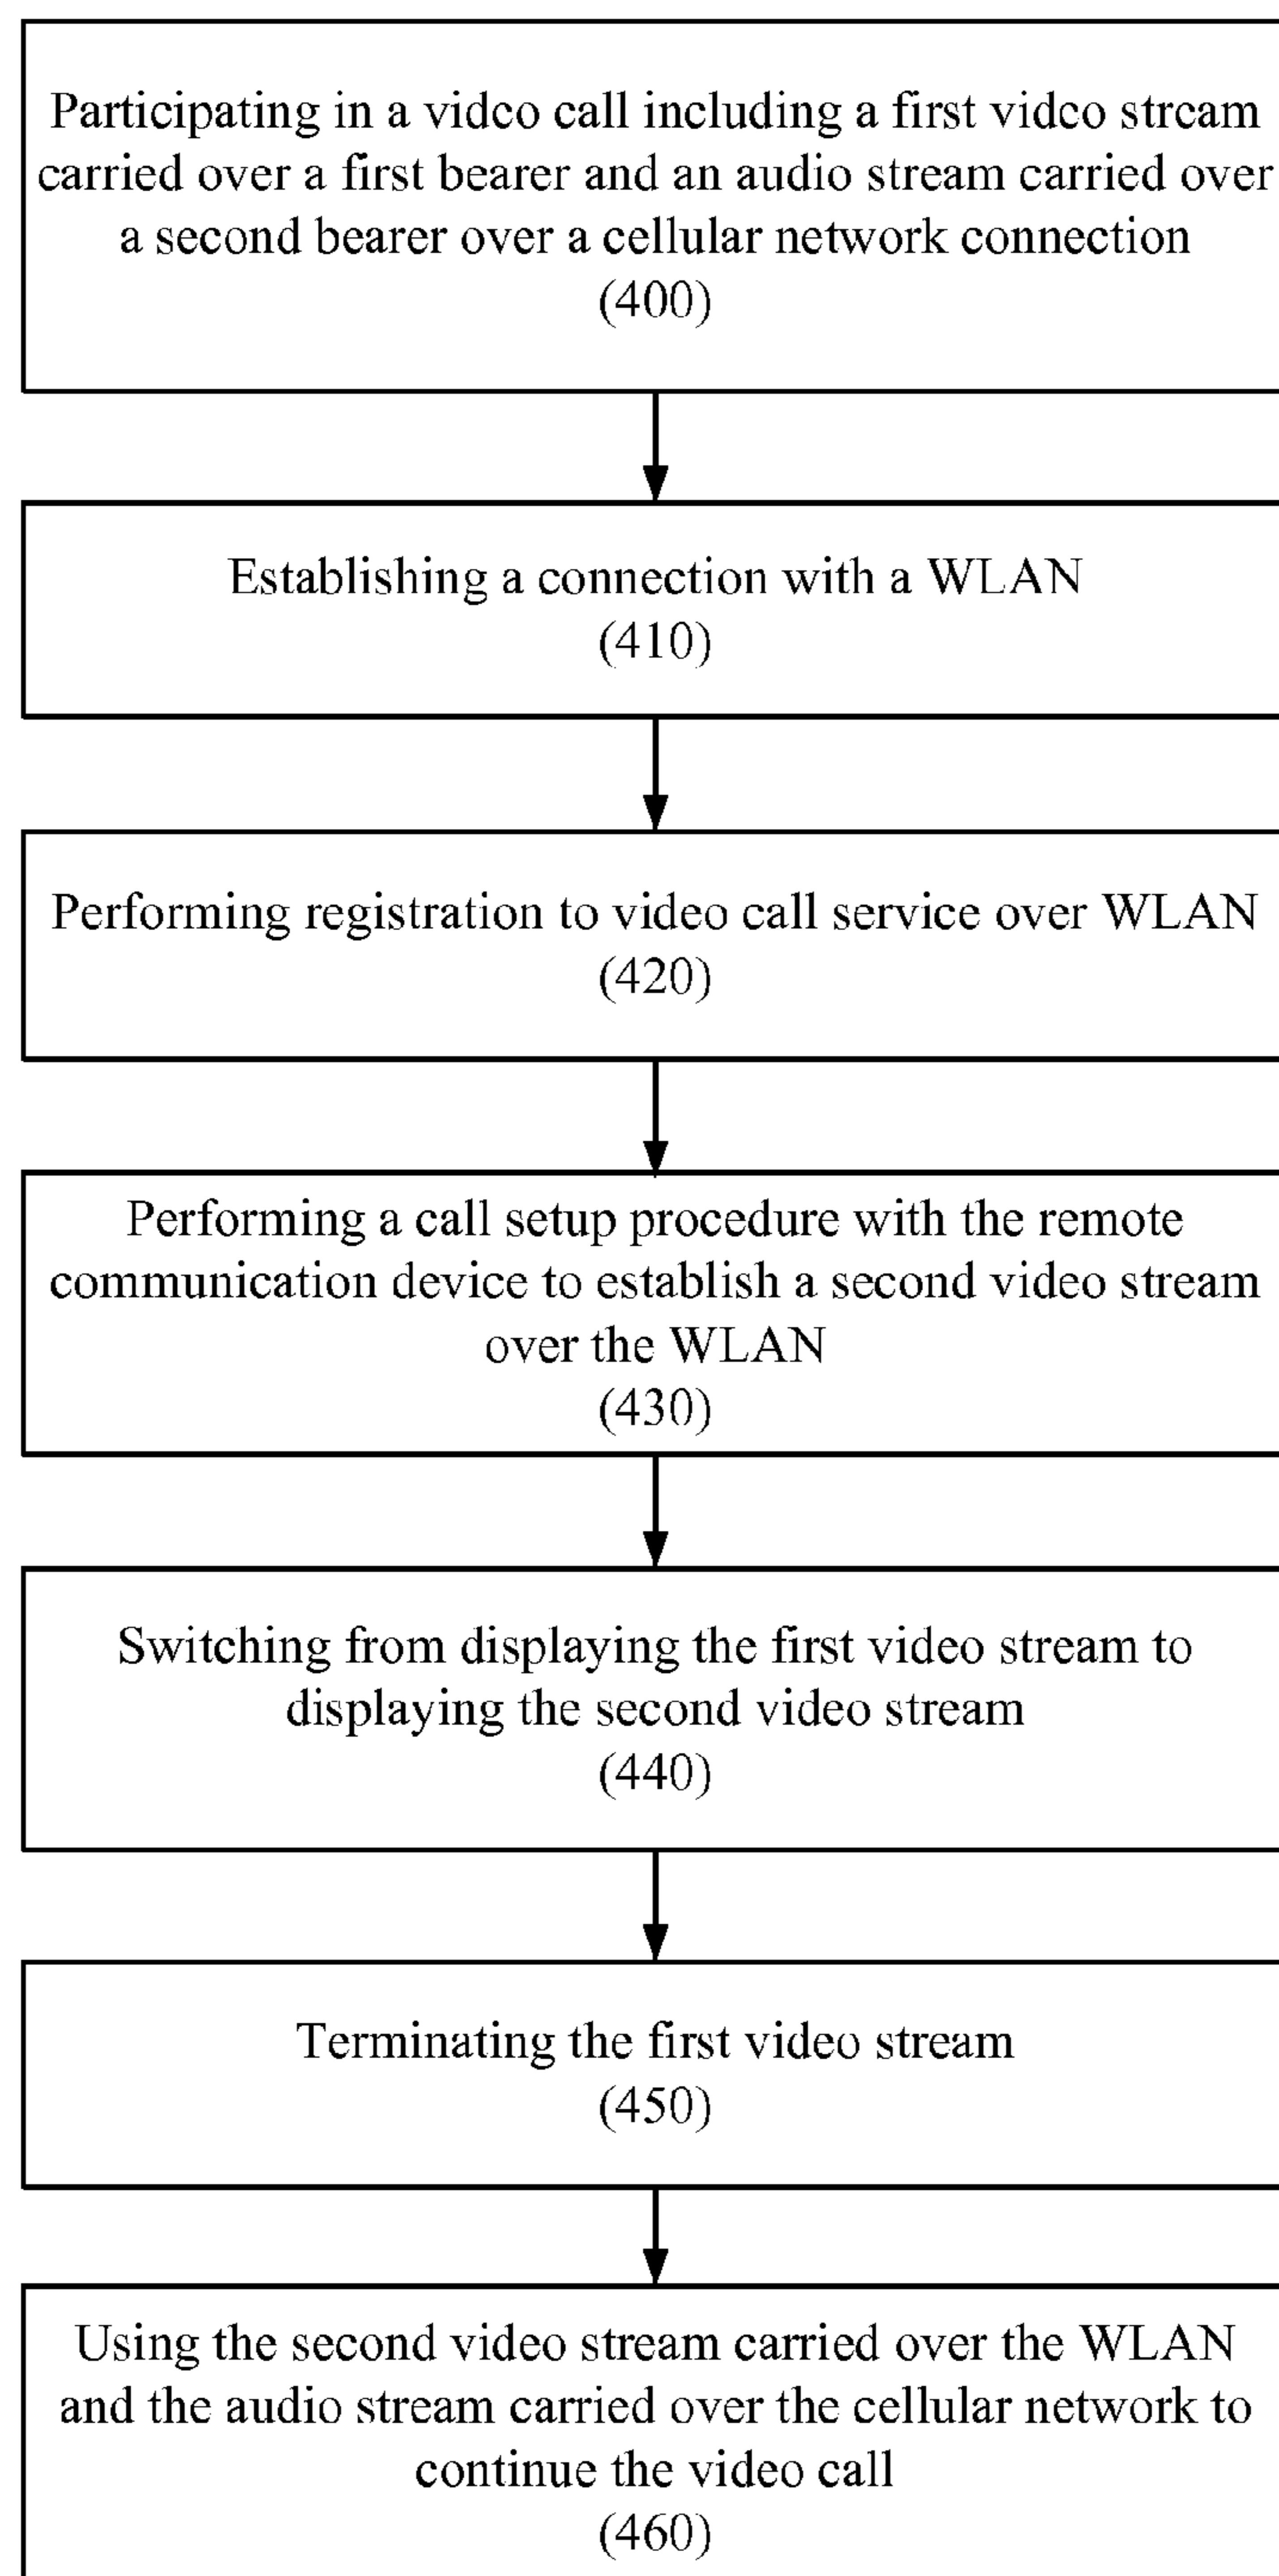 Participating in a video call including a first video stream
carried over a first bearer and an audio stream carried over
a second bearer over a cellular network connection
(400)
Establishing a connection with a WLAN
(410)
Performing registration to video call service over WLAN
(420)
Performing a call setup procedure with the remote
communication device to establish a second video stream
over the WLAN
(430)
Switching from displaying the first video stream to
displaying the second video stream
(440)
Terminating the first video stream
(450)
Using the second video stream carried over the WLAN
and the audio stream carried over the cellular network to
continue the video call
(460)